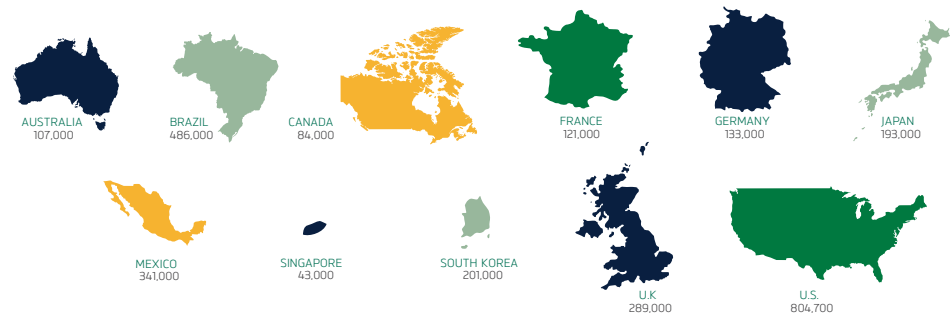 AUSTRALIA
107,000
BRAZIL
486,000
CANADA
84,000
FRANCE
121,000
GERMANY
133,000
JAPAN
193,000
MEXICO
341,000
SINGAPORE
43,000
SOUTH KOREA
201,000
U.K
289,000
U.S.
804,700